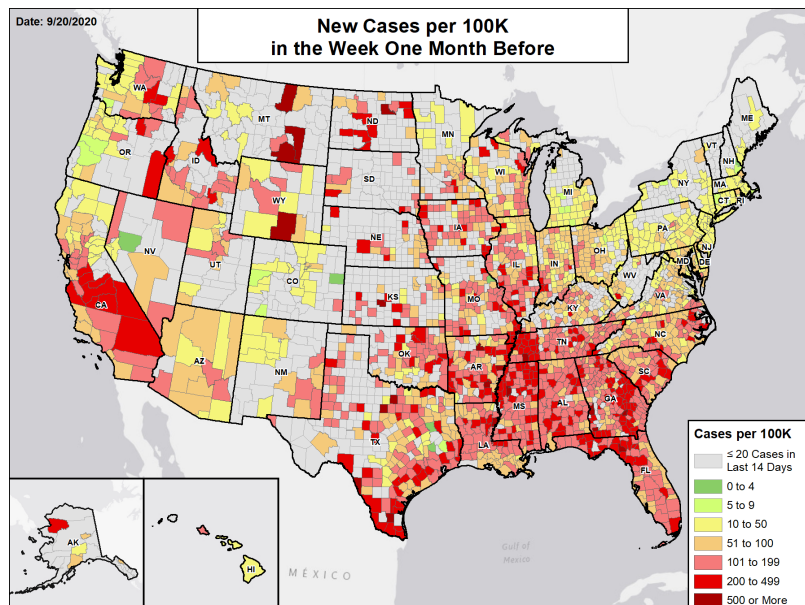 Date: 9/20/2020
New Cases per 100K
in the Week One Month Before
WA
MT
ND
MN
ME
VT
NH
OR
ID
WI
SD
MI
NY
MA
CT
RI
WY
IA
PA
NJ
NE
OH
MD
DE
NV
UT
IL
IN
WV
CO
VA
CA
KS
MO
KY
NC
TN
AZ
NM
OK
AR
SC
MS
AL
GA
TX
LA
FL
AK
HI
MÉXICO
Gulf of
Mexico
Cases per 100K
≤ 20 Cases in
Last 14 Days
0 to 4
5 to 9
10 to 50
51 to 100
101 to 199
200 to 499
500 or More